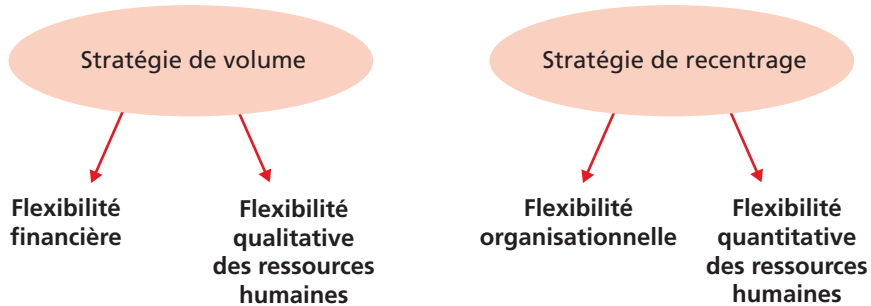 Stratégie de volume
Stratégie de recentrage
Flexibilité
financière
Flexibilité
qualitative
des ressources
humaines
Flexibilité
organisationnelle
Flexibilité
quantitative
des ressources
humaines